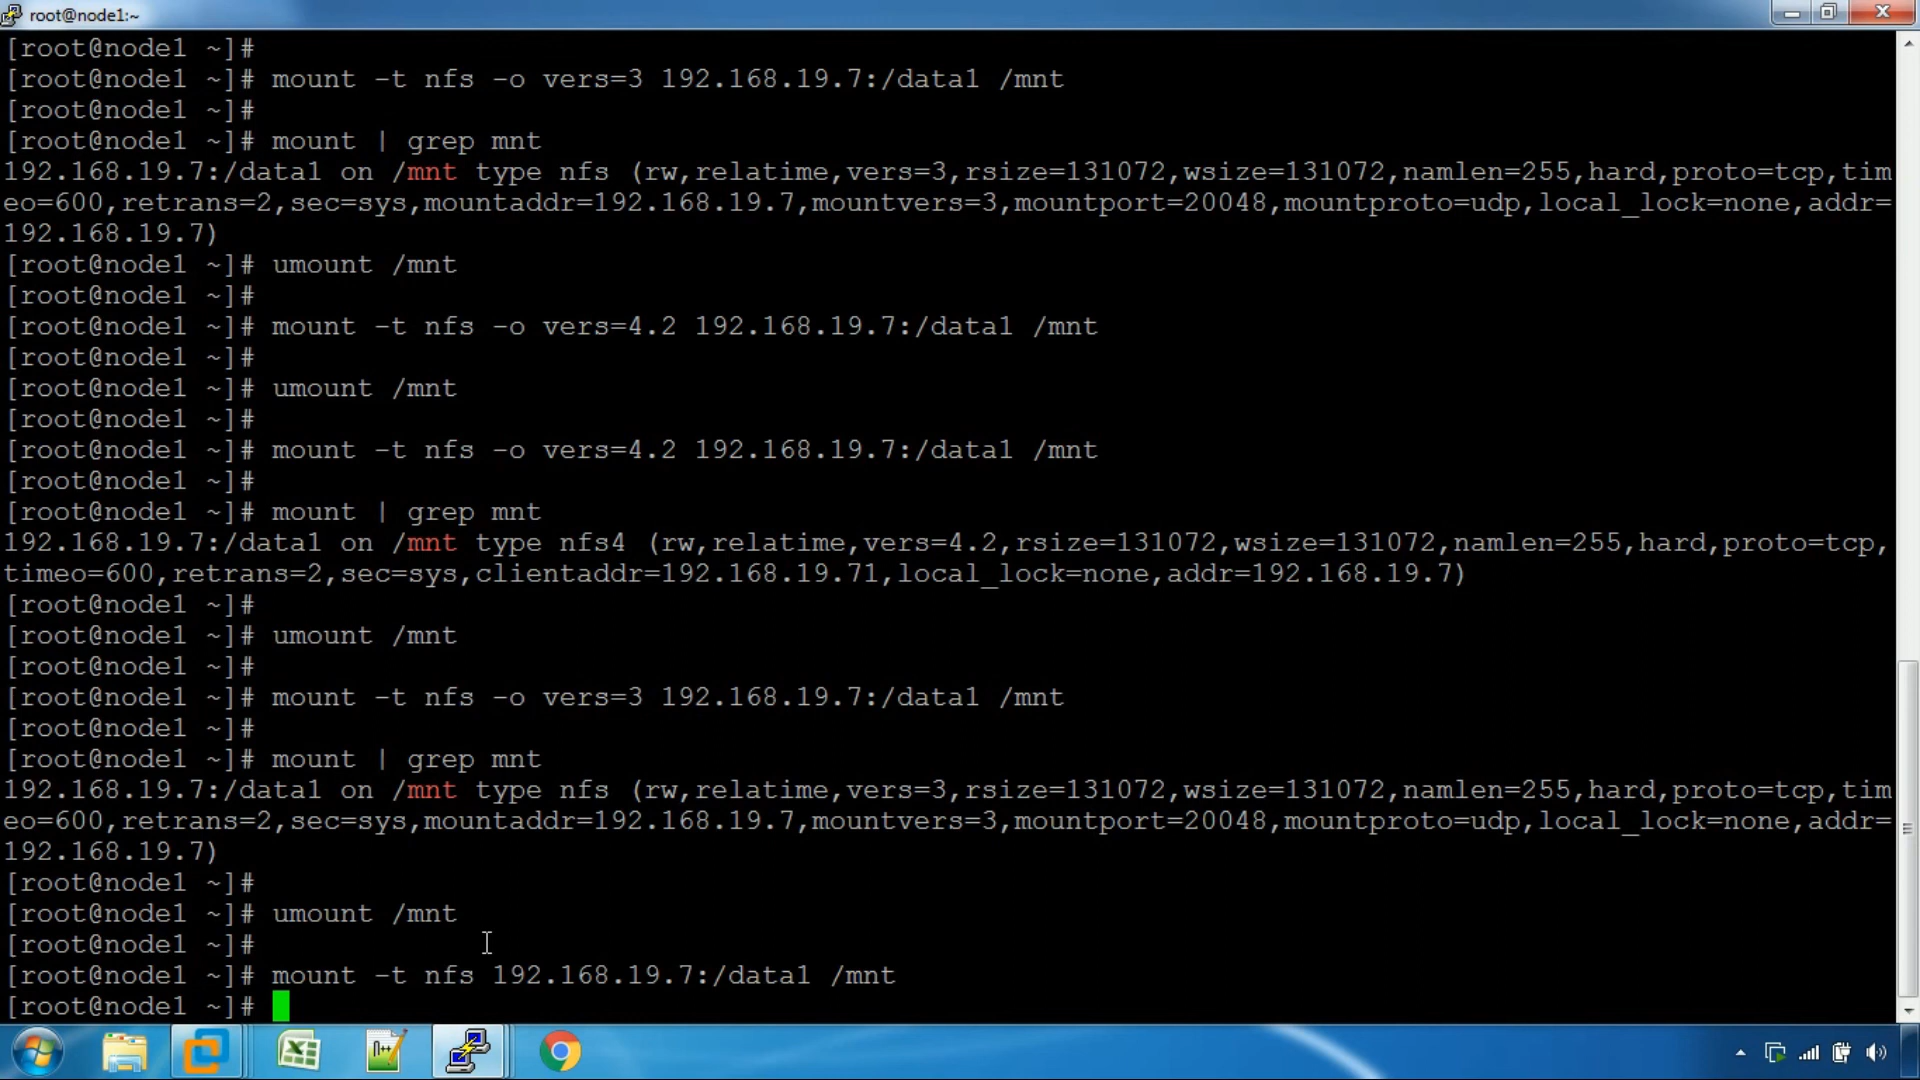 root@node1:~
[root@node1 ~]#
[root@node1 ~]# mount -t nfs -o vers=3 192.168.19.7:/data1 /mnt
[root@node1 ~]#
[root@node1 ~]# mount | grep mnt
192.168.19.7:/data1 on /mnt type nfs (rw,relatime,vers=3,rsize=131072,wsize=131072,namlen=255,hard,proto=tcp,tim
eo=600,retrans=2,sec=sys,mountaddr=192.168.19.7,mountvers=3,mountport=20048,mountproto=udp,local_lock=none,addr=
192.168.19.7)
[root@node1 ~]# umount /mnt
[root@node1 ~]#
[root@node1 ~]# mount -t nfs -o vers=4.2 192.168.19.7:/data1 /mnt
[root@node1 ~]#
[root@node1 ~]# umount /mnt
[root@node1 ~]#
[root@node1 ~]# mount -t nfs -o vers=4.2 192.168.19.7:/data1 /mnt
[root@node1 ~]#
[root@node1 ~]# mount | grep mnt
192.168.19.7:/data1 on /mnt type nfs4 (rw,relatime,vers=4.2,rsize=131072,wsize=131072,namlen=255,hard,proto=tcp,
timeo=600,retrans=2,sec=sys,clientaddr=192.168.19.71,local_lock=none,addr=192.168.19.7)
[root@node1 ~]#
[root@node1 ~]# umount /mnt
[root@node1 ~]#
[root@node1 ~]# mount -t nfs -o vers=3 192.168.19.7:/data1 /mnt
[root@node1 ~]#
[root@node1 ~]# mount | grep mnt
192.168.19.7:/data1 on /mnt type nfs (rw,relatime,vers=3,rsize=131072,wsize=131072,namlen=255,hard,proto=tcp,tim
eo=600,retrans=2,sec=sys,mountaddr=192.168.19.7,mountvers=3,mountport=20048,mountproto=udp,local_lock=none,addr=
192.168.19.7)
[root@node1 ~]#
[root@node1 ~]# umount /mnt
[root@node1 ~]#
[root@node1 ~]# mount -t nfs 192.168.19.7:/data1 /mnt
[root@node1 ~]#